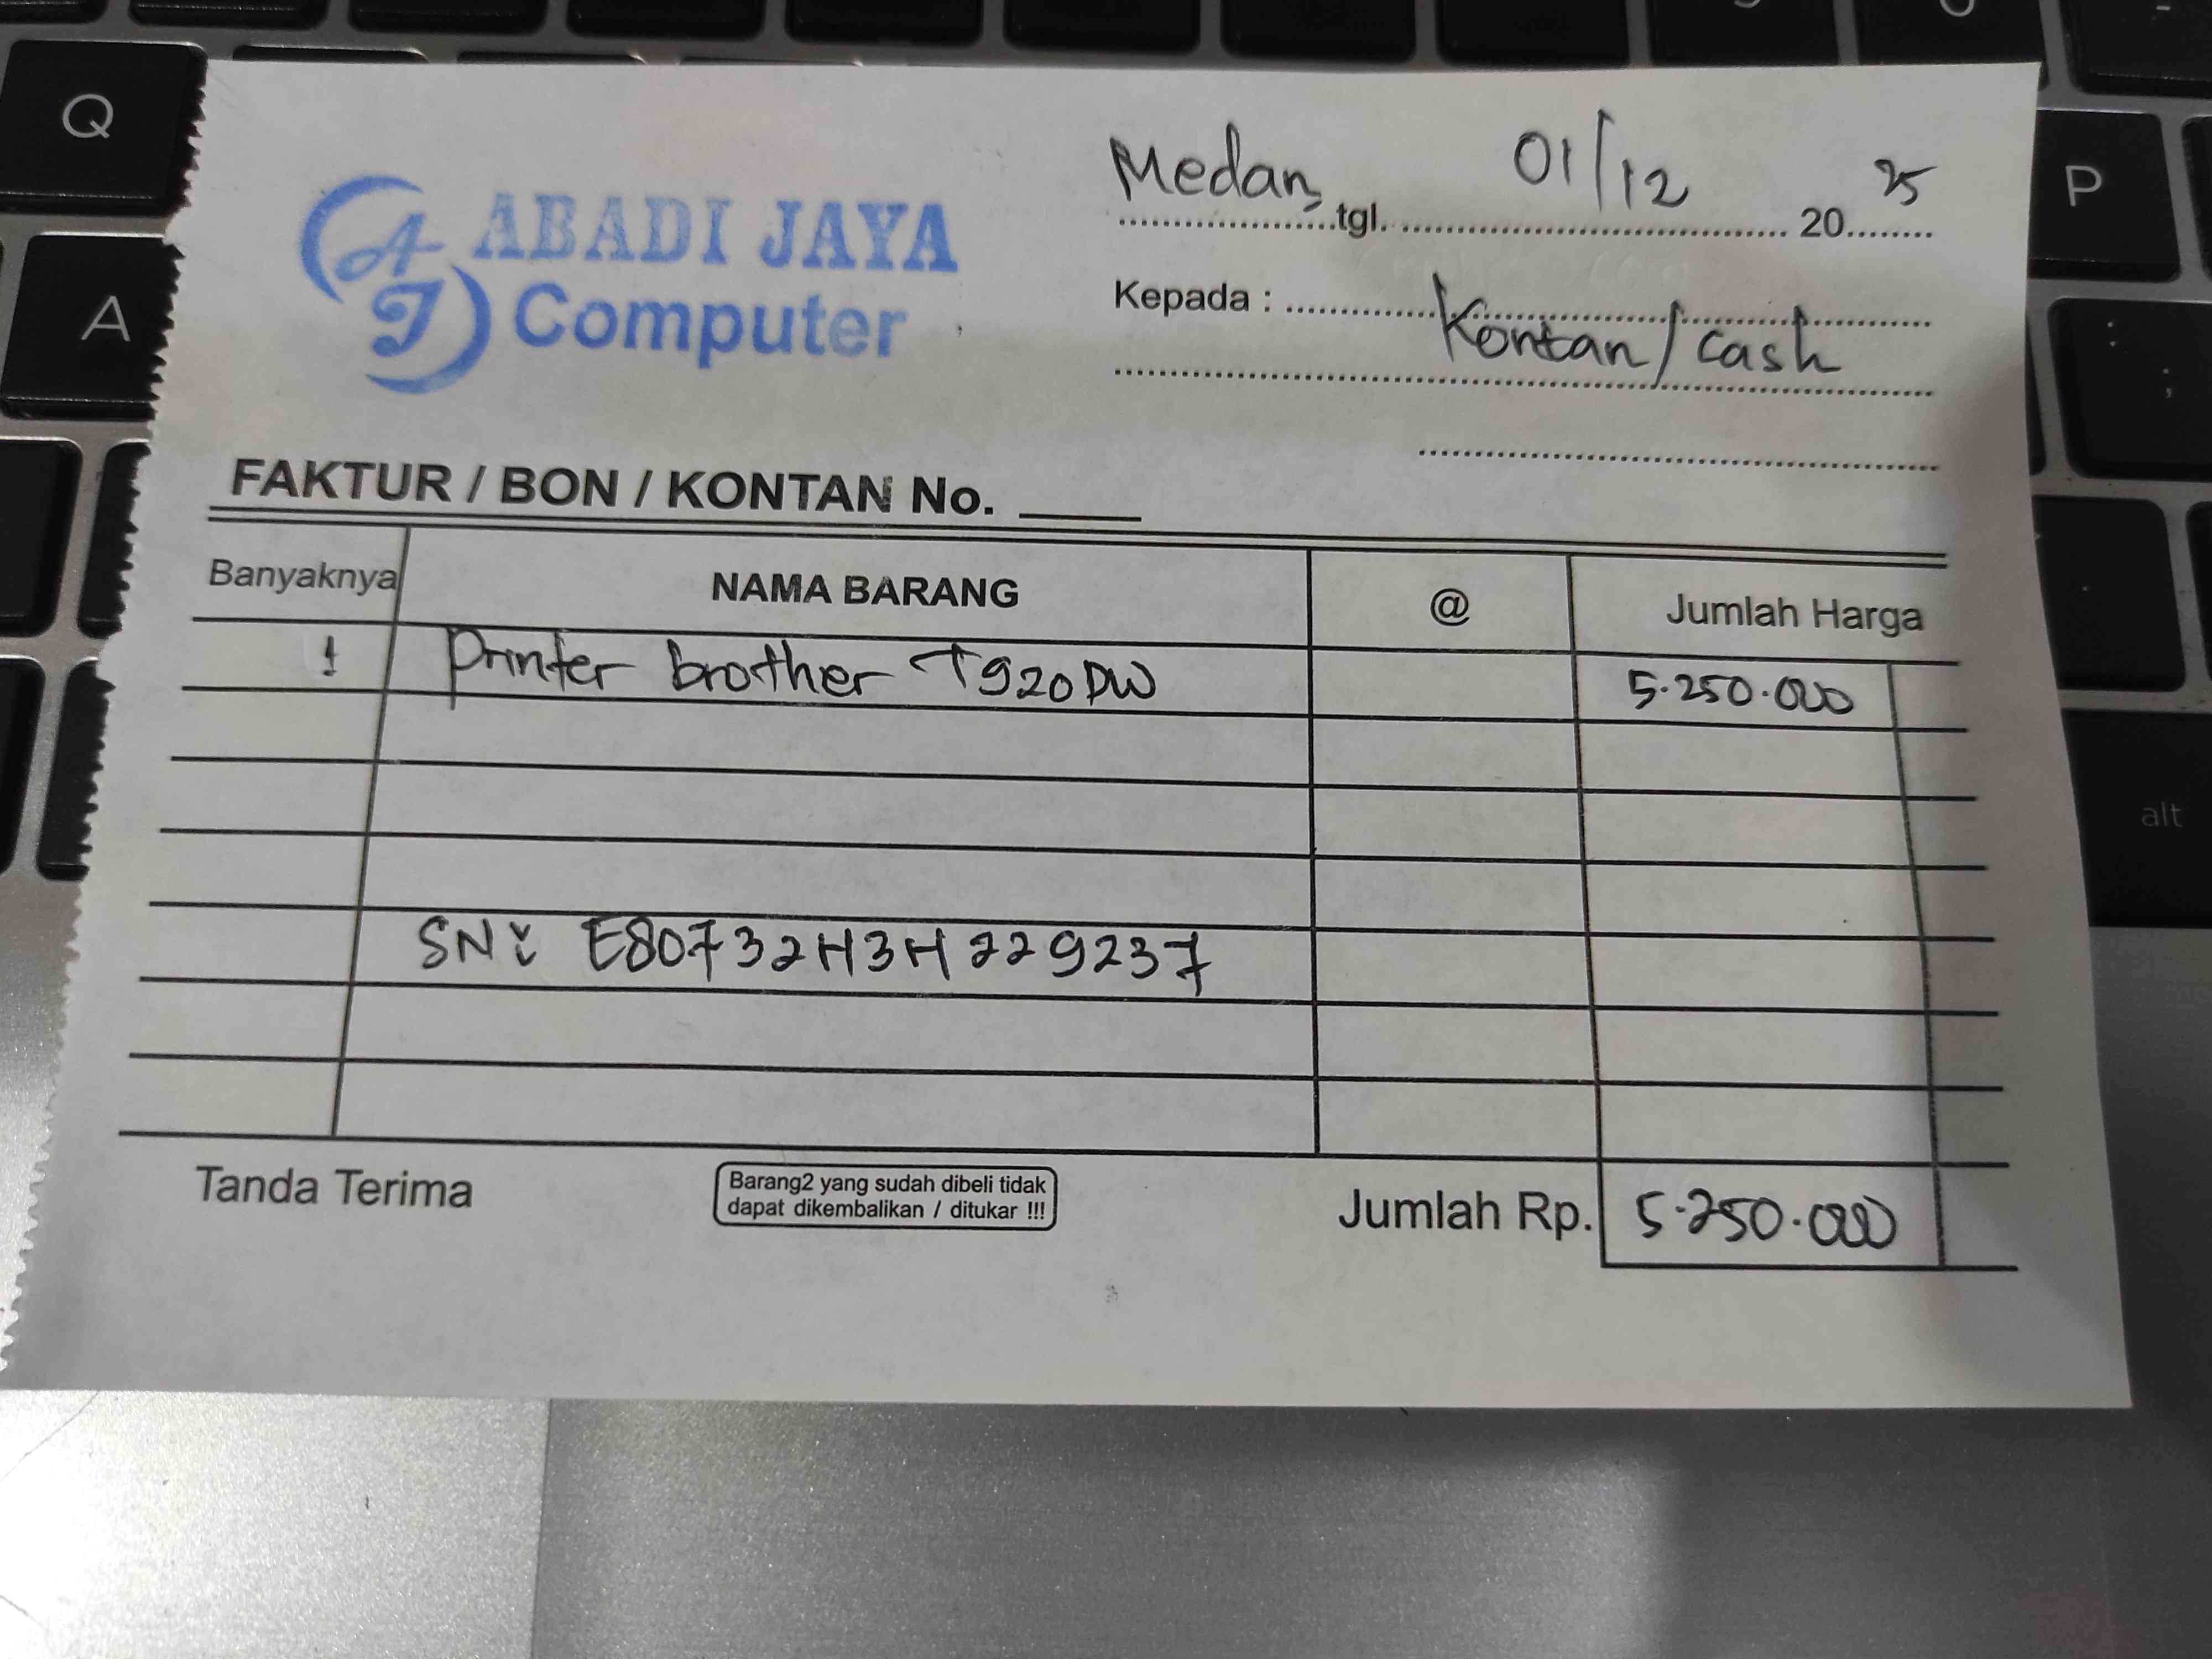 Q
P
A
alt
ABADI JAYA
Computer
Medan, tgl. 01/12 2025
Kepada : Kontan/cash
FAKTUR / BON / KONTAN No.
Banyaknya NAMA BARANG @ Jumlah Harga
1 Printer brother T920DW 5.250.000
SN: E80732H3H229237
Tanda Terima
Barang2 yang sudah dibeli tidak
dapat dikembalikan / ditukar !!!
Jumlah Rp. 5.250.000